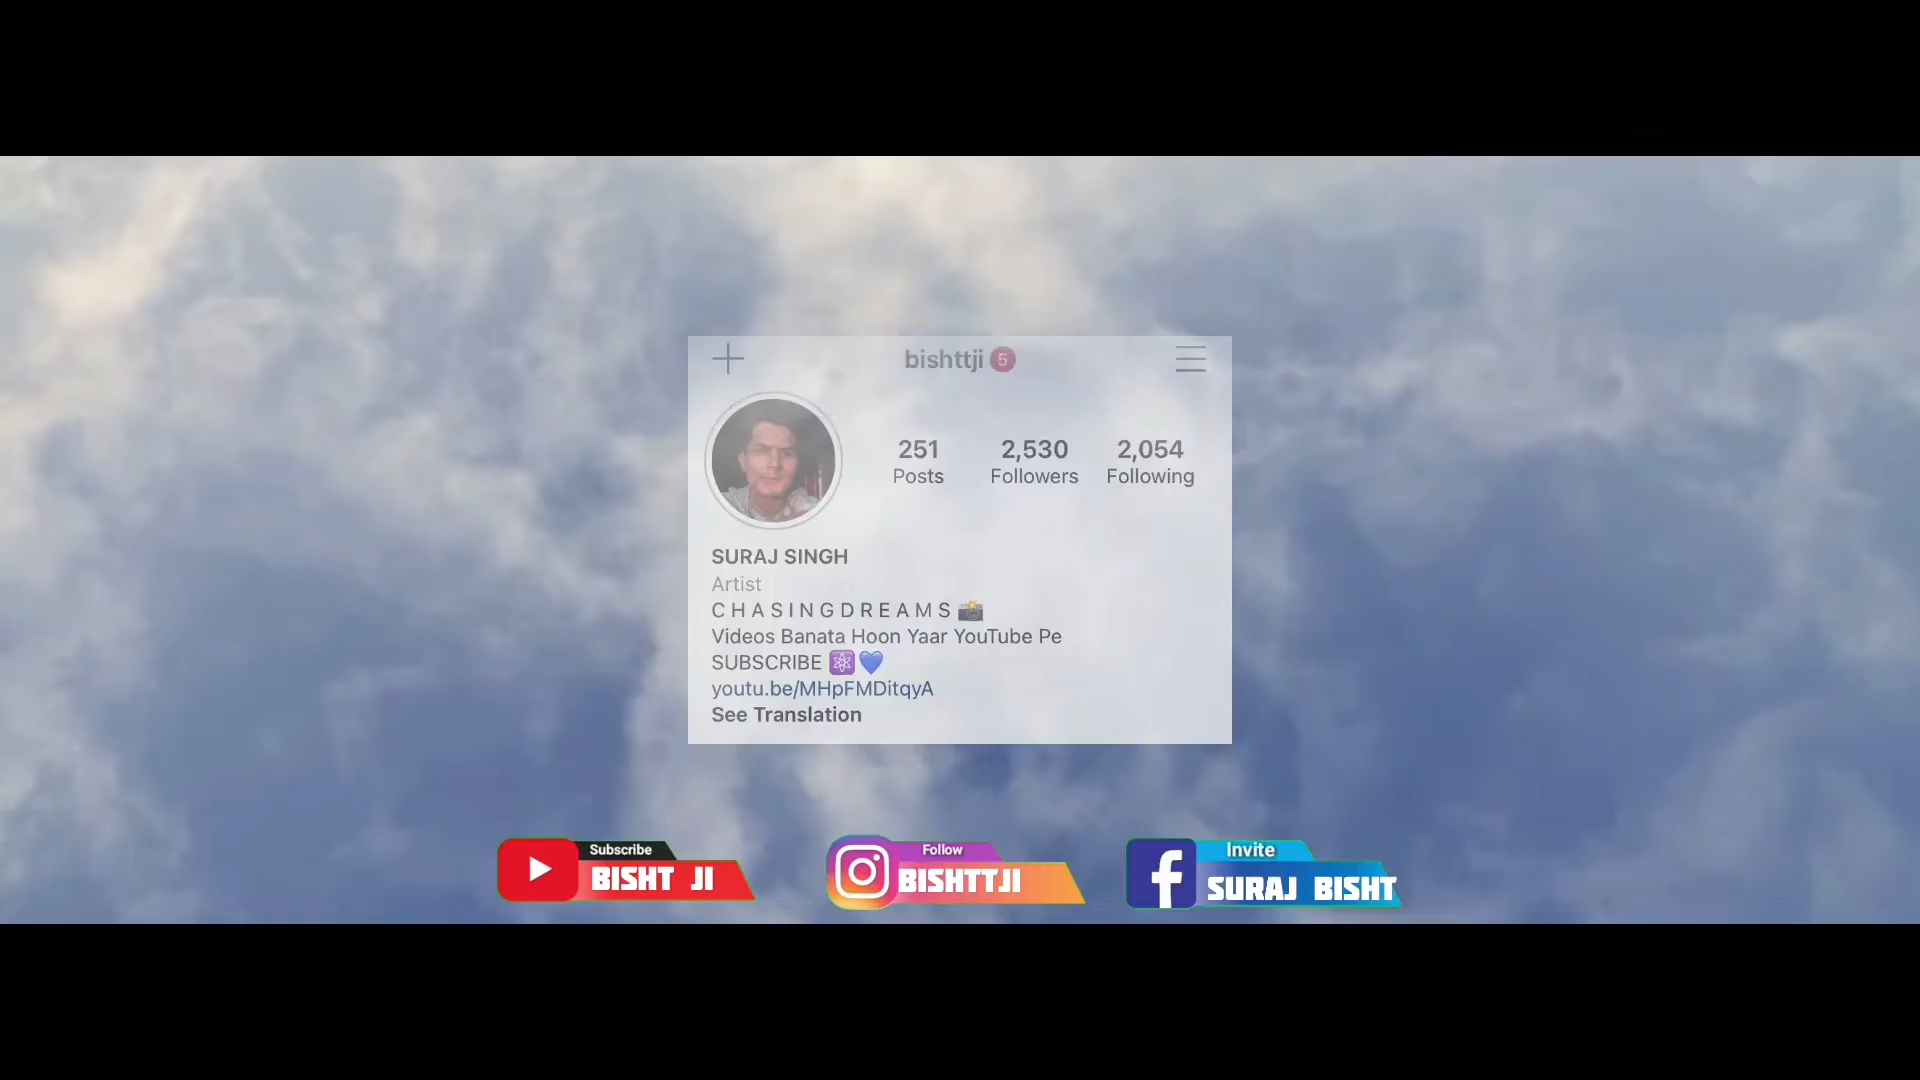 bishttji 5
251 2,530 2,054
Posts Followers Following
SURAJ SINGH
Artist
C H A S I N G D R E A M S 📸
Videos Banata Hoon Yaar YouTube Pe
SUBSCRIBE ⚛️💙
youtu.be/MHpFMDitqyA
See Translation
Subscribe
BISHT JI
Follow
BISHTTJI
Invite
SURAJ BISHT